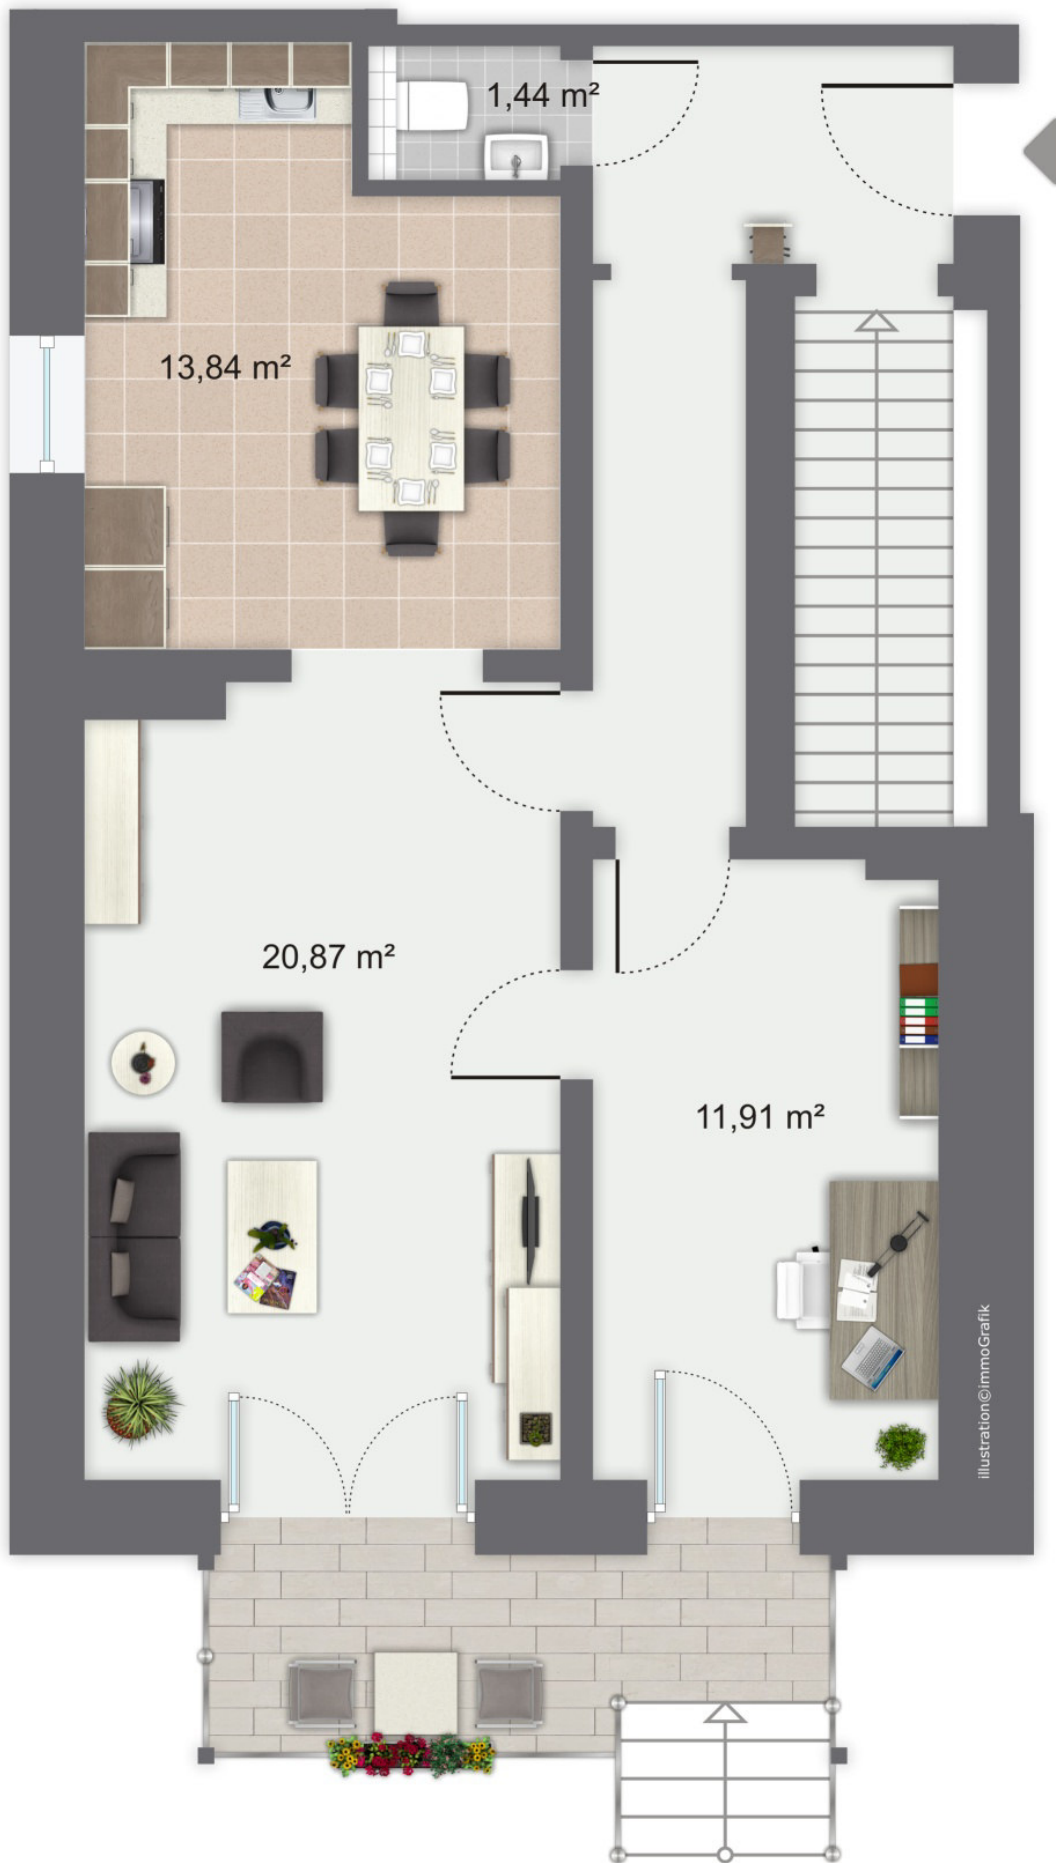 1,44 m²
13,84 m²
20,87 m²
11,91 m²
illustration©immoGrafik